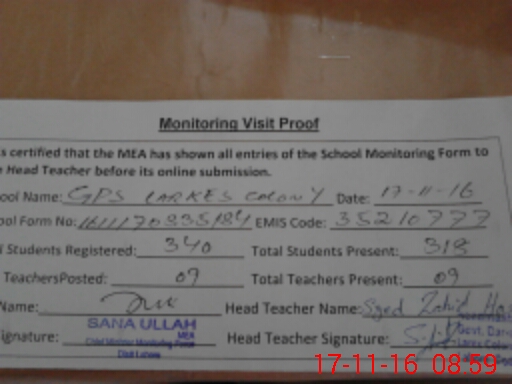 Monitoring Visit Proof
s certified that the MEA has shown all entries of the School Monitoring Form to
Head Teacher before its online submission.
ool Name: GPS LARKES COLONY Date: 17-11-16
ool Form No: EMIS Code: 35210777
Students Registered: 340 Total Students Present: 318
TeachersPosted: 09 Total Teachers Present: 09
Name: Head Teacher Name: Syed Zahid
SANA ULLAH
MEA
ignature: Head Teacher Signature:
Govt.
17-11-16 08 59